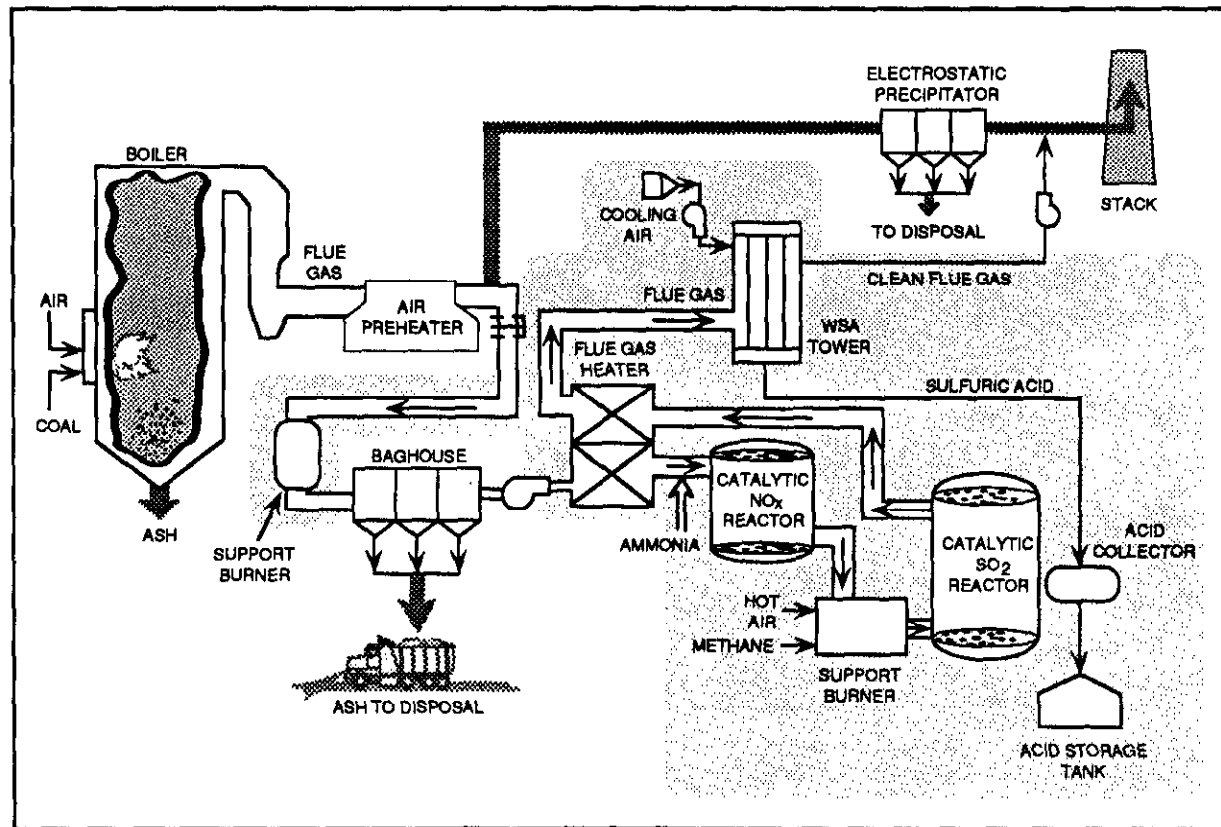 ELECTROSTATIC
PRECIPITATOR
BOILER
STACK
COOLING
AIR
TO DISPOSAL
FLUE
GAS
CLEAN FLUE GAS
AIR
AIR
PREHEATER
FLUE GAS
WSA
TOWER
FLUE GAS
HEATER
COAL
SULFURIC ACID
BAGHOUSE
CATALYTIC
NOX
REACTOR
ASH
SUPPORT
BURNER
AMMONIA
CATALYTIC
SO2
REACTOR
ACID
COLLECTOR
HOT
AIR
METHANE
SUPPORT
BURNER
ASH TO DISPOSAL
ACID STORAGE
TANK